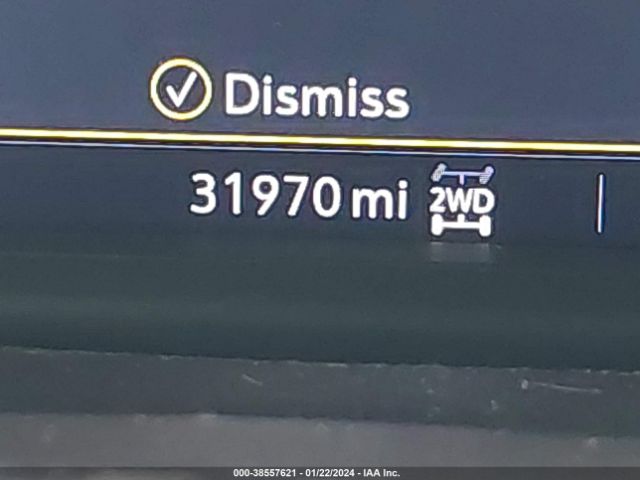 Dismiss
31970 mi 2WD
000-38557621 - 01/22/2024 - IAA Inc.